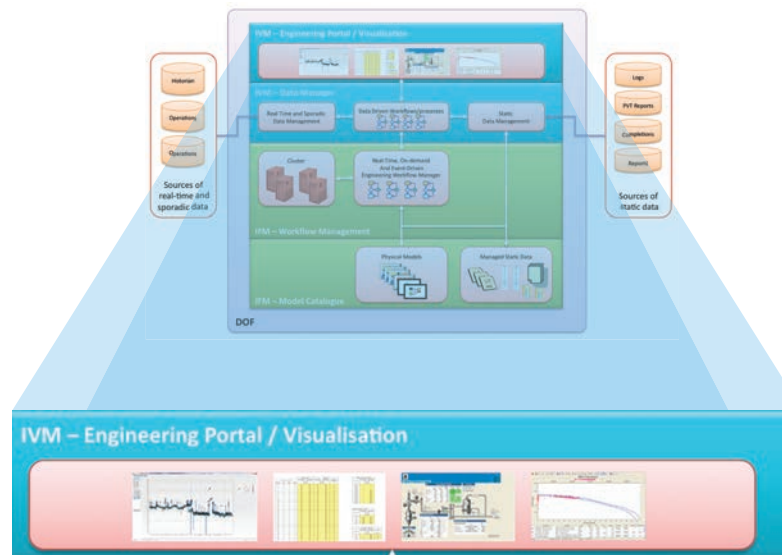 IVM – Engineering Portal / Visualisation
IVM – Data Manager
Historian
Operations
Operations
Sources of
real-time and
sporadic data
Real Time and Sporadic
Data Management
Data Driven Workflows/processes
Static
Data Management
Logs
PVT Reports
Completions
Reports
Sources of
static data
Cluster
Real-Time, On-demand
And Event-Driven
Engineering Workflow Manager
IFM – Workflow Management
Physical Models
Managed Static Data
IFM – Model Catalogue
DOF
IVM – Engineering Portal / Visualisation